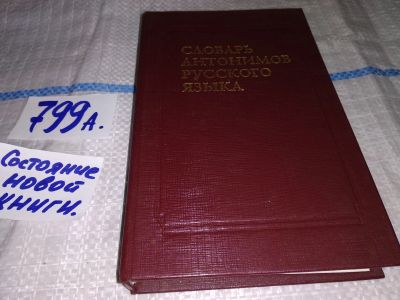 СЛОВАРЬ
АНТОНИМОВ
РУССКОГО
ЯЗЫКА
799А.
Состояние
новой
книги.